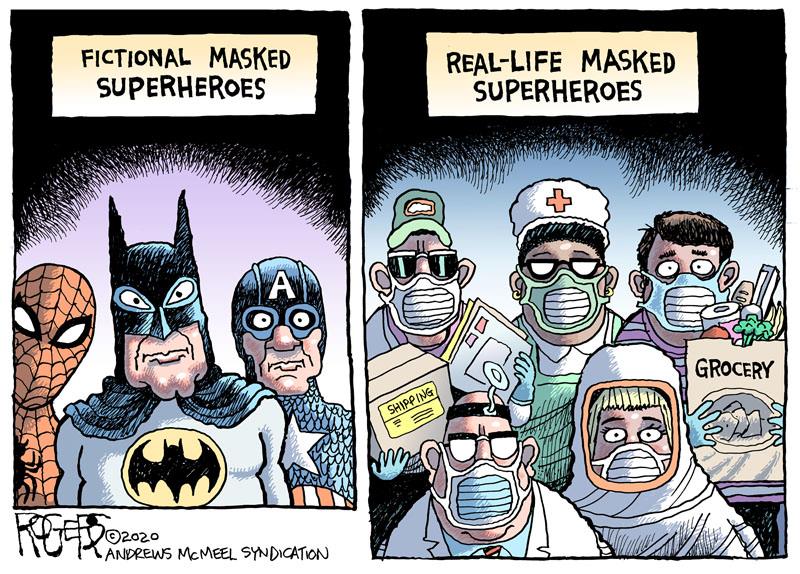 FICTIONAL MASKED
SUPERHEROES
A
REAL-LIFE MASKED
SUPERHEROES
SHIPPING
GROCERY
ROGERS ©2020
ANDREWS McMEEL SYNDICATION